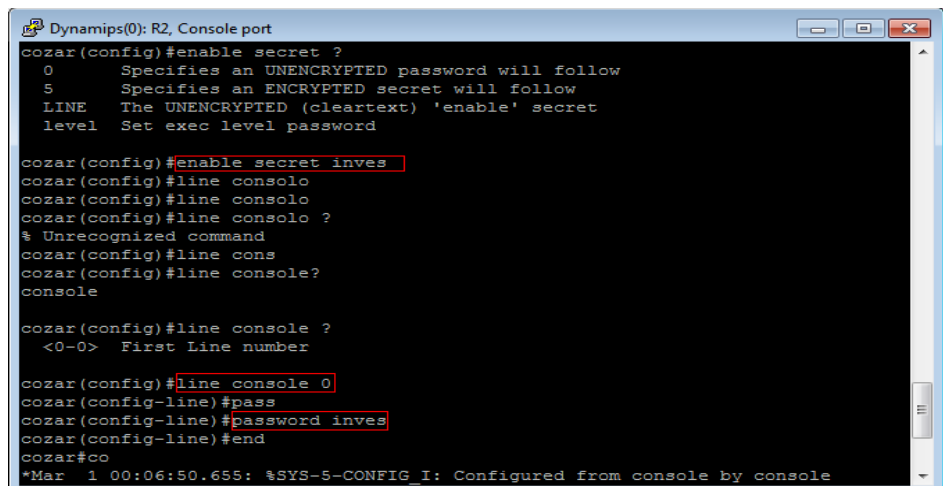 Dynamips(0): R2, Console port
cozar(config)#enable secret ?
  0      Specifies an UNENCRYPTED password will follow
  5      Specifies an ENCRYPTED secret will follow
  LINE   The UNENCRYPTED (cleartext) 'enable' secret
  level  Set exec level password
cozar(config)#enable secret inves
cozar(config)#line consolo
cozar(config)#line consolo
cozar(config)#line consolo ?
% Unrecognized command
cozar(config)#line cons
cozar(config)#line console?
console
cozar(config)#line console ?
  <0-0>  First Line number
cozar(config)#line console 0
cozar(config-line)#pass
cozar(config-line)#password inves
cozar(config-line)#end
cozar#co
*Mar  1 00:06:50.655: %SYS-5-CONFIG_I: Configured from console by console